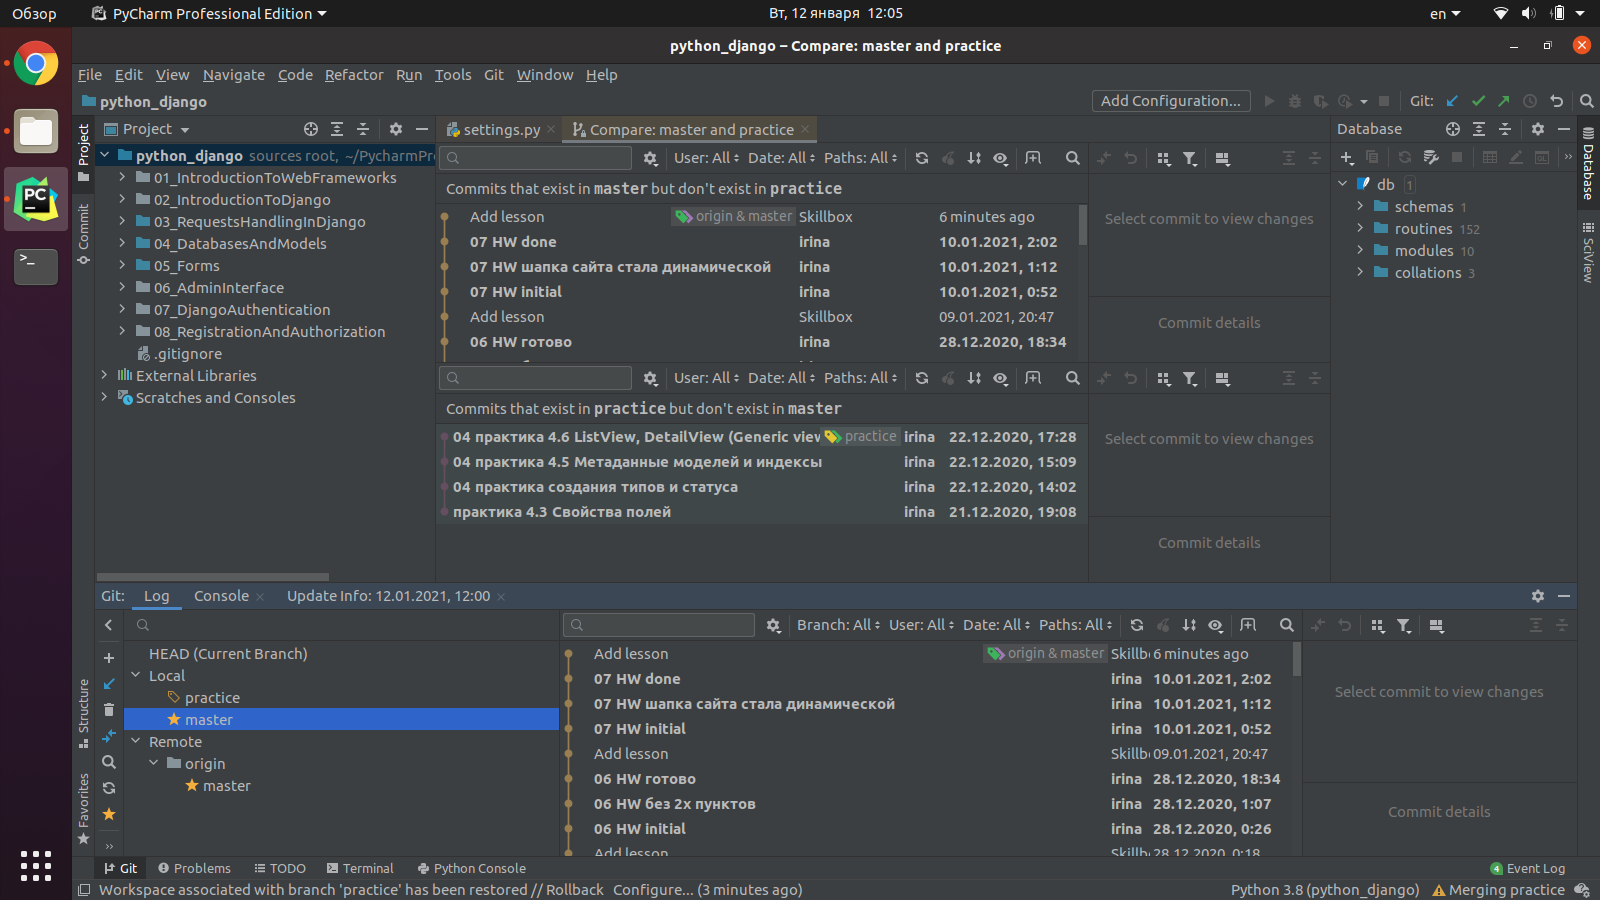 Обзор PyCharm Professional Edition Вт, 12 января 12:05 en
python_django – Compare: master and practice
File Edit View Navigate Code Refactor Run Tools Git Window Help
python_django Add Configuration... Git:
Project settings.py Compare: master and practice Database
User: All Date: All Paths: All
python_django sources root, ~/PycharmPro
01_IntroductionToWebFrameworks
02_IntroductionToDjango
03_RequestsHandlingInDjango
04_DatabasesAndModels
05_Forms
06_AdminInterface
07_DjangoAuthentication
08_RegistrationAndAuthorization
.gitignore
External Libraries
Scratches and Consoles
Project
Commit
Structure
Favorites
Commits that exist in master but don't exist in practice
Add lesson origin & master Skillbox 6 minutes ago
07 HW done irina 10.01.2021, 2:02
07 HW шапка сайта стала динамической irina 10.01.2021, 1:12
07 HW initial irina 10.01.2021, 0:52
Add lesson Skillbox 09.01.2021, 20:47
06 HW готово irina 28.12.2020, 18:34
Select commit to view changes
Commit details
User: All Date: All Paths: All
Commits that exist in practice but don't exist in master
04 практика 4.6 ListView, DetailView (Generic view practice irina 22.12.2020, 17:28
04 практика 4.5 Метаданные моделей и индексы irina 22.12.2020, 15:09
04 практика создания типов и статуса irina 22.12.2020, 14:02
практика 4.3 Свойства полей irina 21.12.2020, 19:08
Select commit to view changes
Commit details
db 1
schemas 1
routines 152
modules 10
collations 3
Database
SciView
Git: Log Console Update Info: 12.01.2021, 12:00
Branch: All User: All Date: All Paths: All
HEAD (Current Branch)
Local
practice
master
Remote
origin
master
Add lesson origin & master Skillb 6 minutes ago
07 HW done irina 10.01.2021, 2:02
07 HW шапка сайта стала динамической irina 10.01.2021, 1:12
07 HW initial irina 10.01.2021, 0:52
Add lesson Skillb 09.01.2021, 20:47
06 HW готово irina 28.12.2020, 18:34
06 HW без 2х пунктов irina 28.12.2020, 1:07
06 HW initial irina 28.12.2020, 0:26
Add lesson Skillb 28.12.2020, 0:18
Select commit to view changes
Commit details
Git Problems TODO Terminal Python Console 4 Event Log
Workspace associated with branch 'practice' has been restored // Rollback Configure... (3 minutes ago) Python 3.8 (python_django) Merging practice